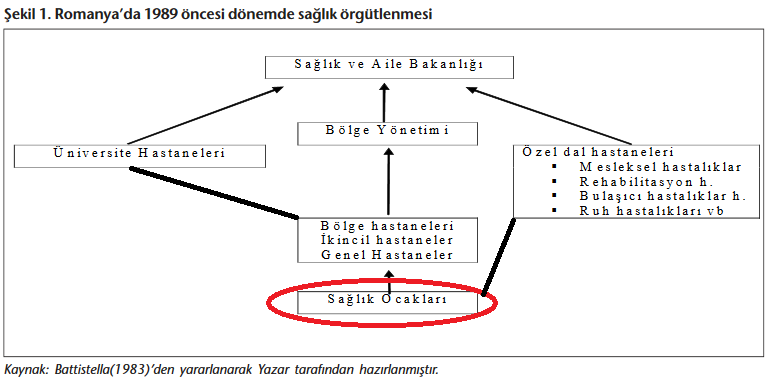 Şekil 1. Romanya'da 1989 öncesi dönemde sağlık örgütlenmesi
Sağlık ve Aile Bakanlığı
Bölge Yönetimi
Üniversite Hastaneleri
Özel dal hastaneleri
▪ Mesleksel hastalıklar
▪ Rehabilitasyon h.
▪ Bulaşıcı hastalıklar h.
▪ Ruh hastalıkları vb
Bölge hastaneleri
İkincil hastaneler
Genel Hastaneler
Sağlık Ocakları
Kaynak: Battistella(1983)'den yararlanarak Yazar tarafından hazırlanmıştır.